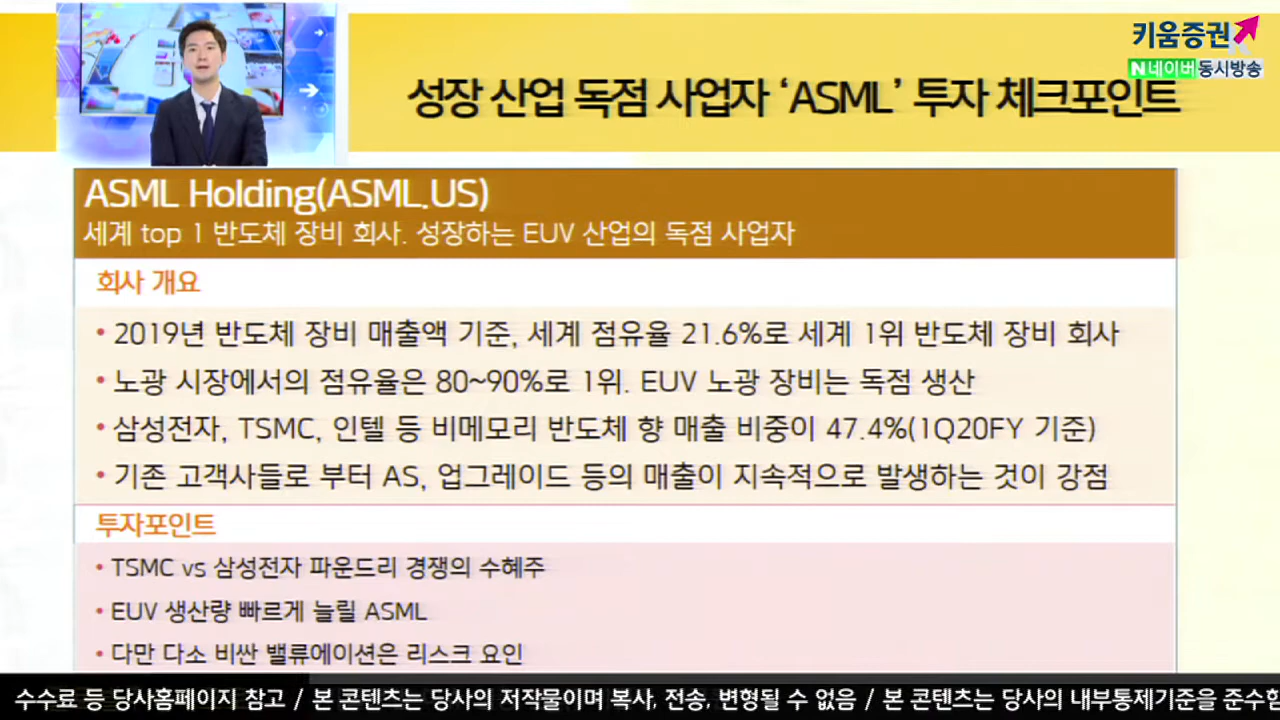 키움증권
N 네이버 동시방송
성장 산업 독점 사업자 ‘ASML’ 투자 체크포인트
ASML Holding(ASML.US)
세계 top 1 반도체 장비 회사. 성장하는 EUV 산업의 독점 사업자
회사 개요
• 2019년 반도체 장비 매출액 기준, 세계 점유율 21.6%로 세계 1위 반도체 장비 회사
• 노광 시장에서의 점유율은 80~90%로 1위. EUV 노광 장비는 독점 생산
• 삼성전자, TSMC, 인텔 등 비메모리 반도체 향 매출 비중이 47.4%(1Q20FY 기준)
• 기존 고객사들로 부터 AS, 업그레이드 등의 매출이 지속적으로 발생하는 것이 강점
투자포인트
• TSMC vs 삼성전자 파운드리 경쟁의 수혜주
• EUV 생산량 빠르게 늘릴 ASML
• 다만 다소 비싼 밸류에이션은 리스크 요인
수수료 등 당사홈페이지 참고 / 본 콘텐츠는 당사의 저작물이며 복사, 전송, 변형될 수 없음 / 본 콘텐츠는 당사의 내부통제기준을 준수함